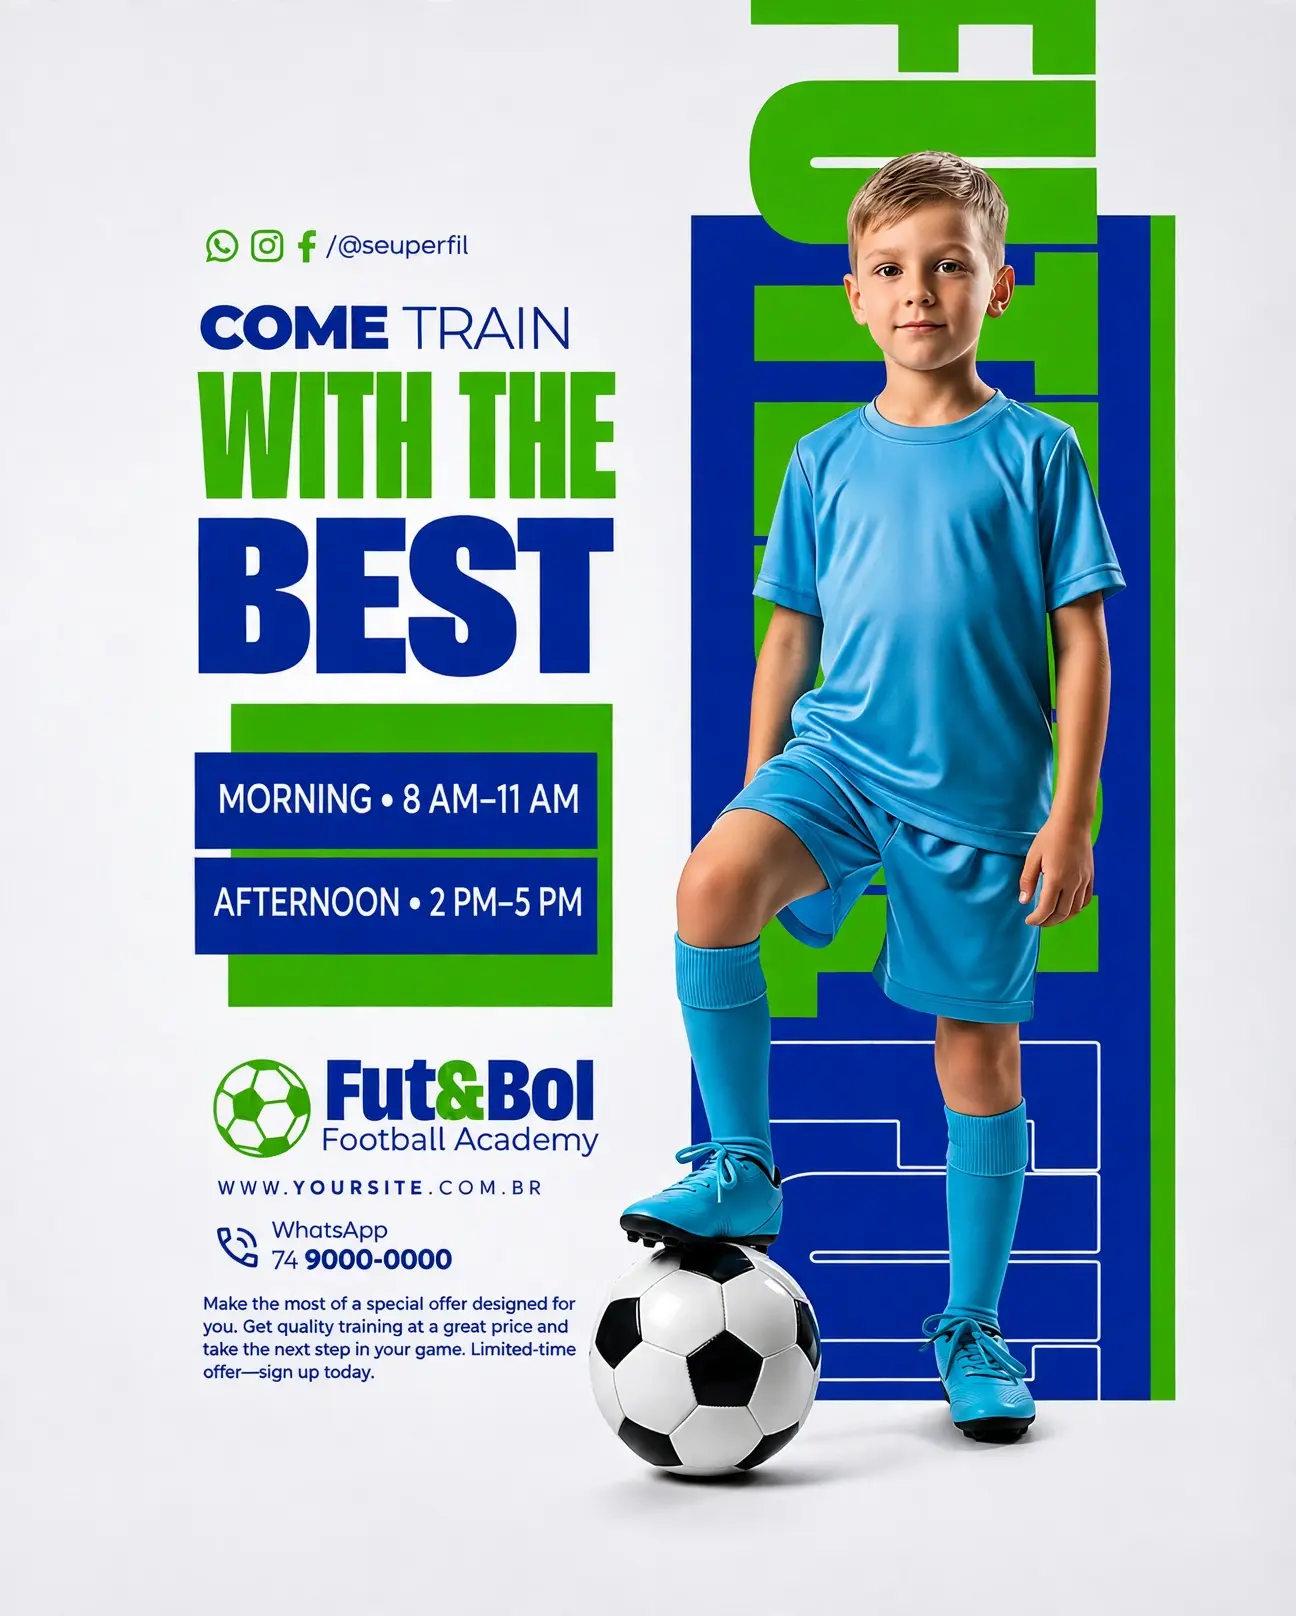 /@seuperfil
COME TRAIN
WITH THE
BEST
MORNING • 8 AM–11 AM
AFTERNOON • 2 PM–5 PM
Fut&Bol
Football Academy
WWW.YOURSITE.COM.BR
WhatsApp
74 9000-0000
Make the most of a special offer designed for
you. Get quality training at a great price and
take the next step in your game. Limited-time
offer—sign up today.